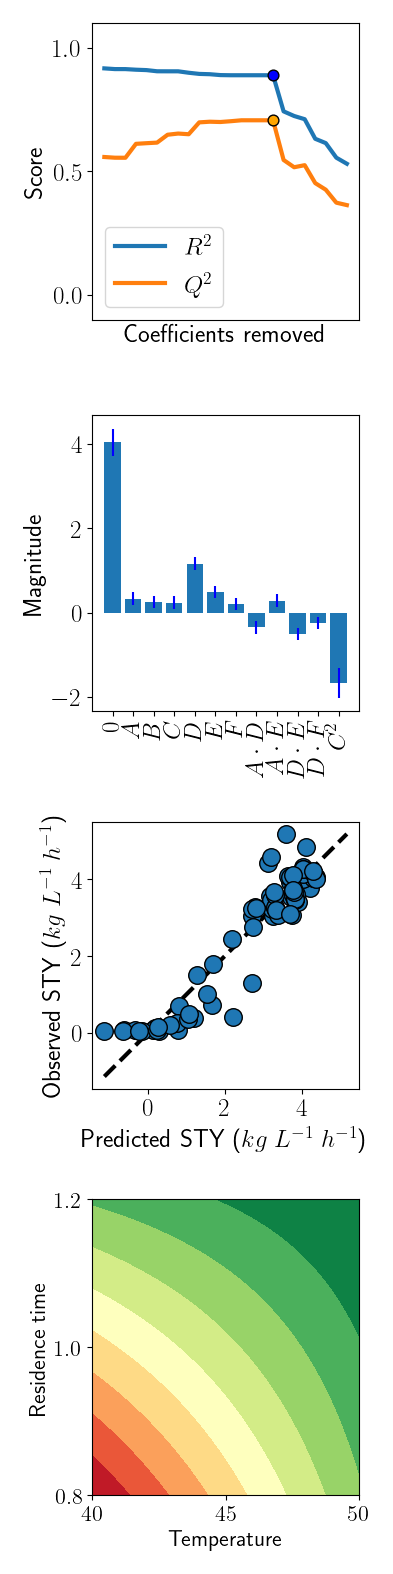 1.0
0.5
0.0
Score
R²
Q²
Coefficients removed
4
2
0
−2
Magnitude
0
A
B
C
D
E
F
A · D
A · E
D · E
D · F
C²
4
2
0
Observed STY (kg L⁻¹ h⁻¹)
0 2 4
Predicted STY (kg L⁻¹ h⁻¹)
1.2
1.0
0.8
Residence time
40 45 50
Temperature